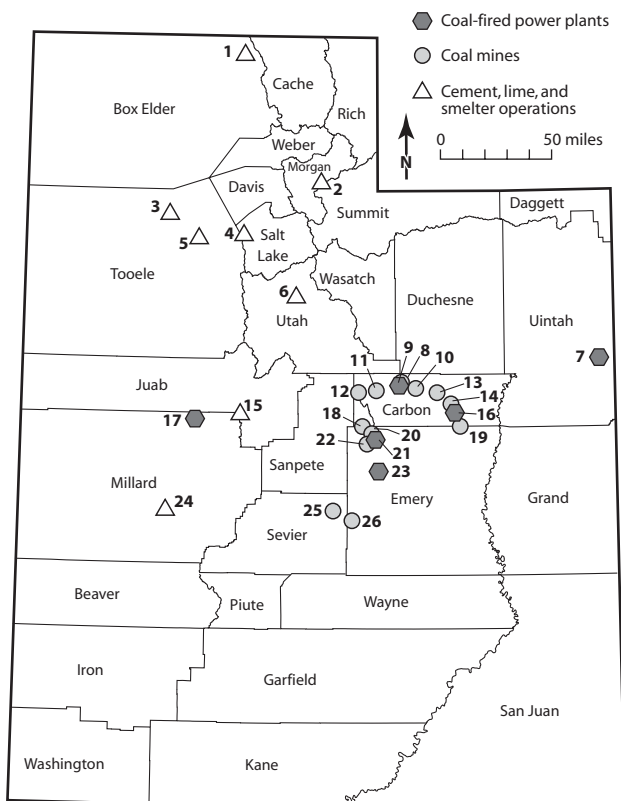 Coal-fired power plants
Coal mines
Cement, lime, and
smelter operations
N
0 50 miles
1
Cache
Box Elder
Rich
Weber
Morgan
Davis
2
Summit
Daggett
3
5
4
Salt
Lake
Tooele
Wasatch
Duchesne
Uintah
6
Utah
7
Juab
11
9
8
10
12
13
14
Carbon
16
17
15
18
20
19
22
21
Sanpete
23
Millard
Emery
Grand
24
25
26
Sevier
Beaver
Piute
Wayne
Iron
Garfield
San Juan
Washington
Kane